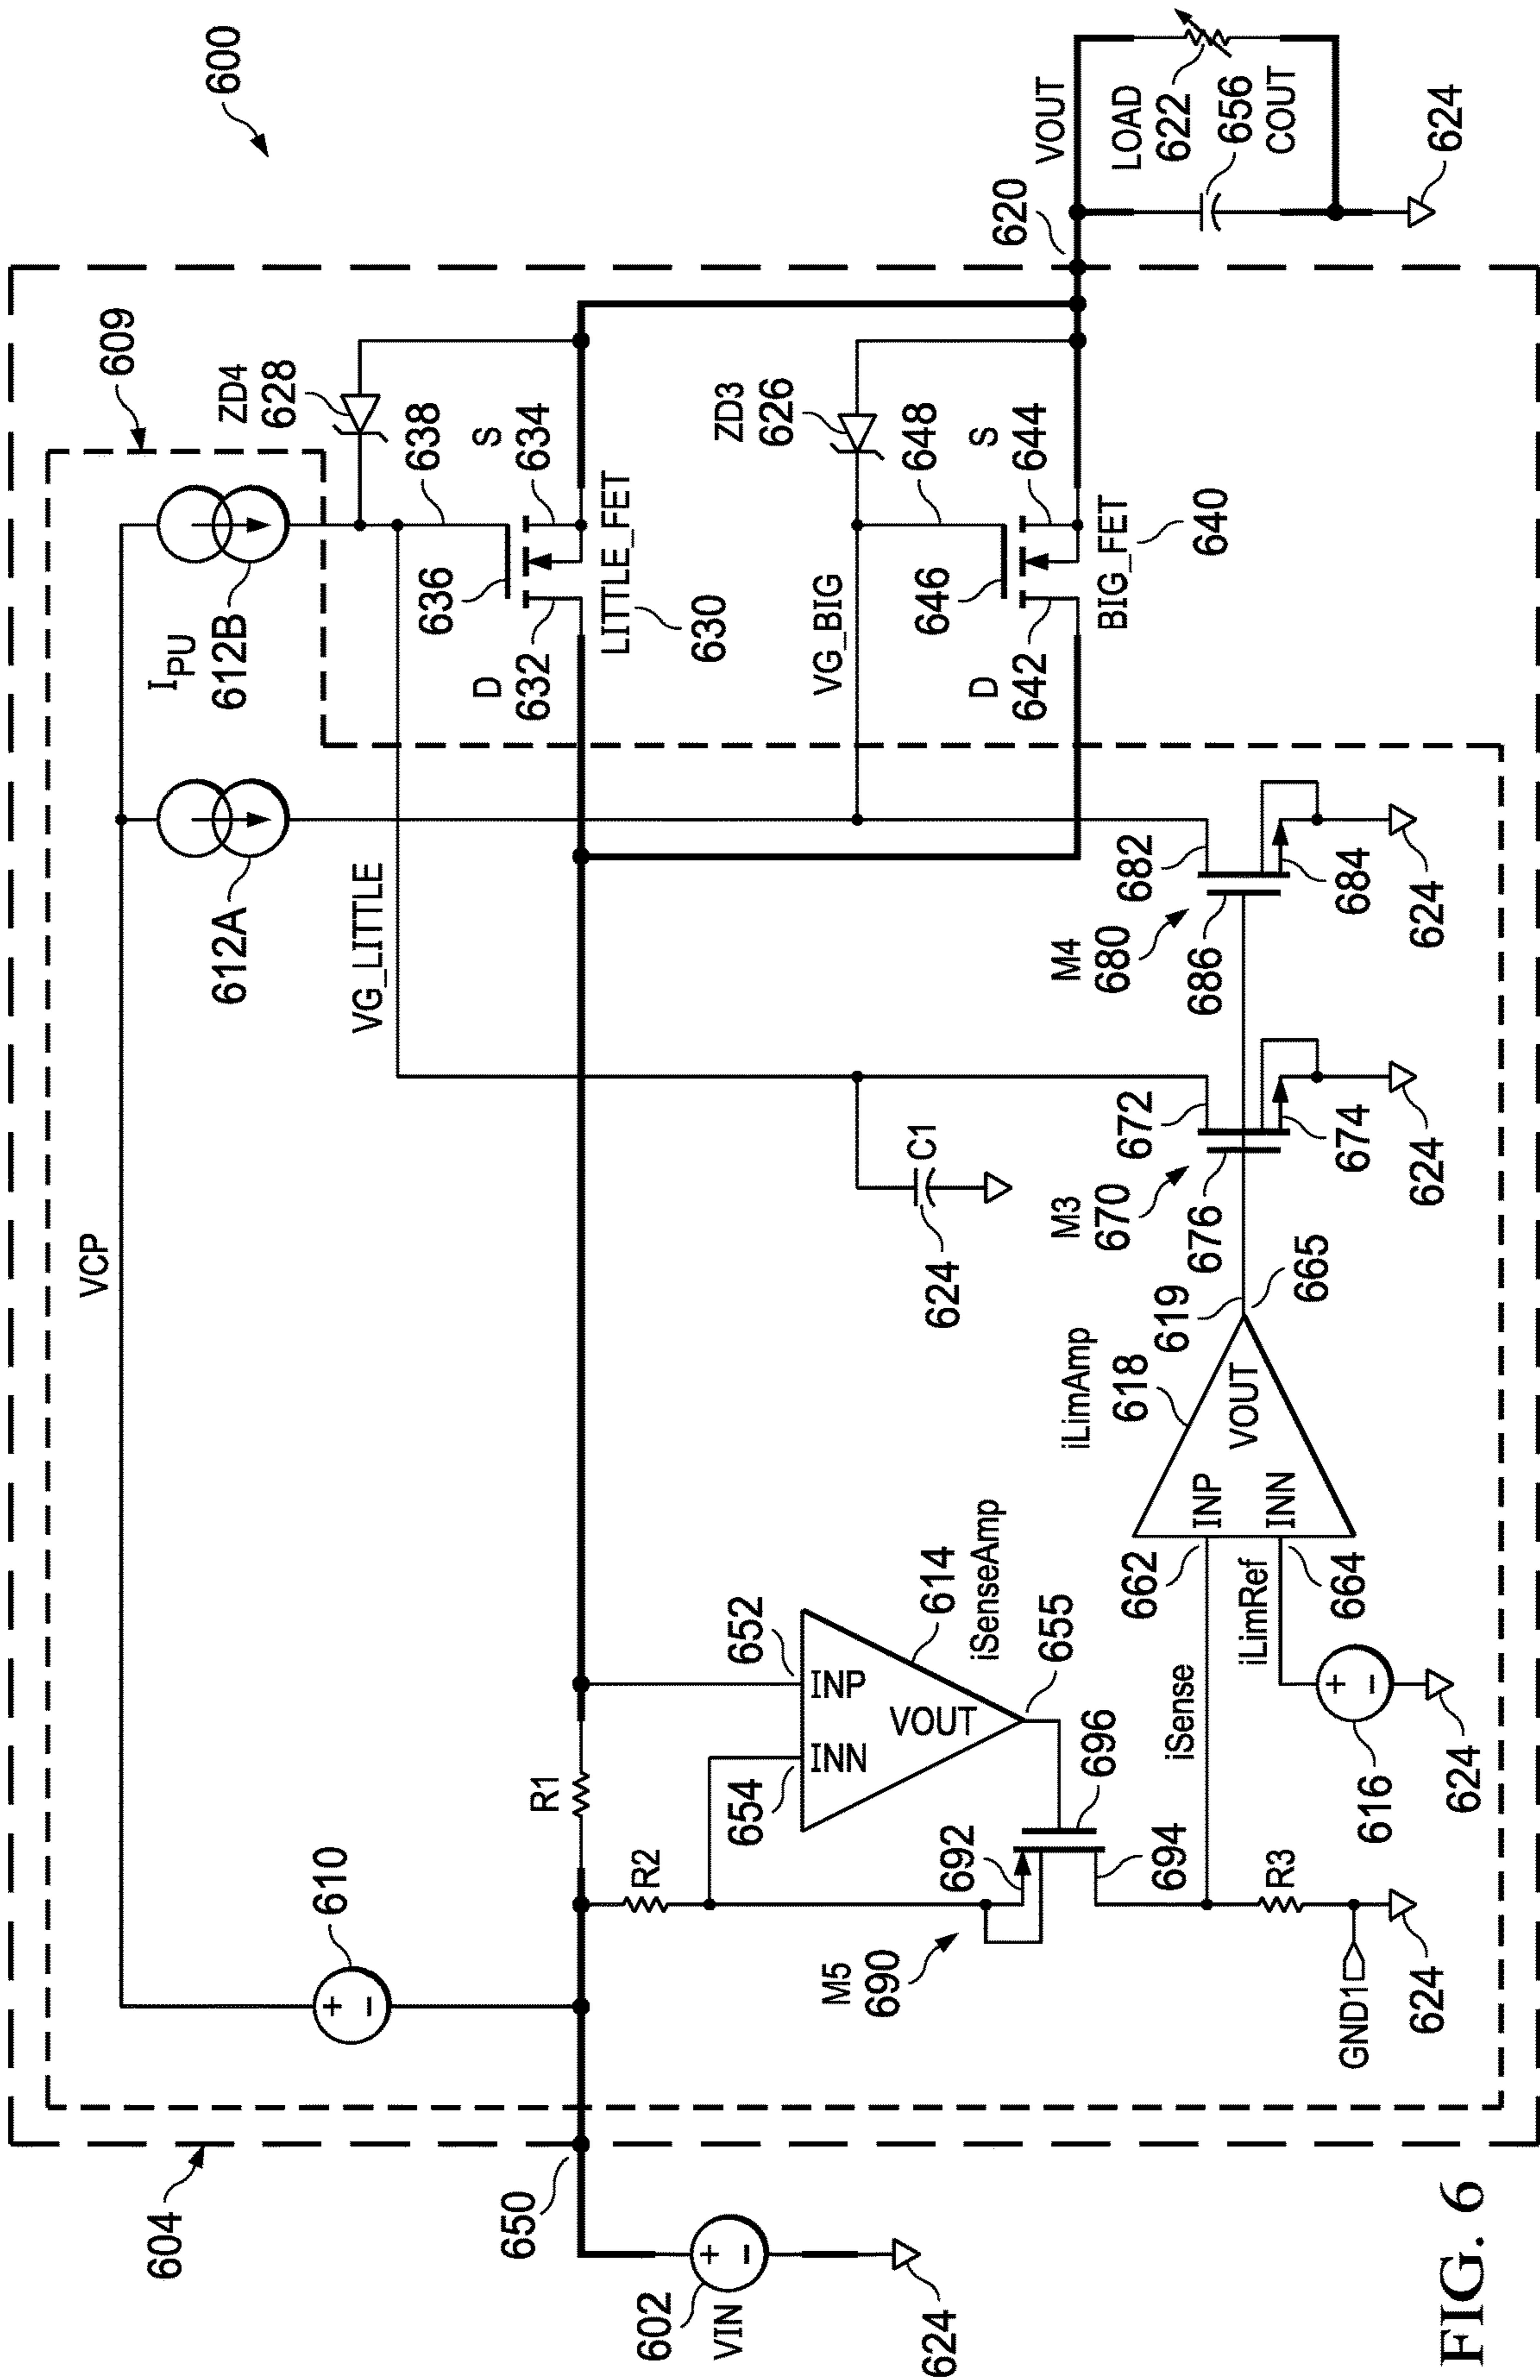 600
604
609
VCP
610
612A
I_PU
612B
ZD4
628
638
636
S
634
D
632
LITTLE_FET
630
VG_LITTLE
650
602
VIN
624
R1
R2
652
INP
654
INN
VOUT
614
iSenseAmp
655
M5
690
692
696
694
iSense
R3
GND1
624
C1
624
VG_BIG
ZD3
626
648
646
S
644
D
642
BIG_FET
640
620
VOUT
LOAD
622
656
COUT
624
iLimAmp
618
662
INP
INN
VOUT
iLimRef
664
616
624
619
665
M3
670
672
676
674
624
M4
680
682
686
684
624
FIG. 6